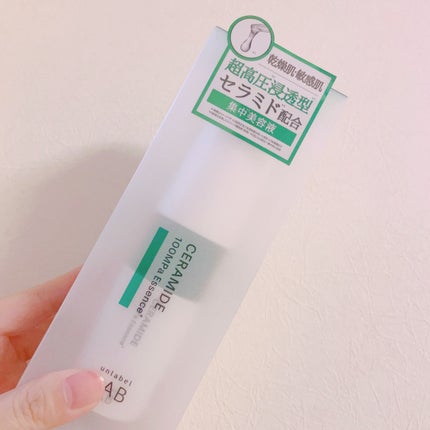 乾燥肌・敏感肌
超高圧浸透型
セラミド配合
集中美容液
CERAMIDE
100MPa Essence
CERAMIDE
unlabel
LAB